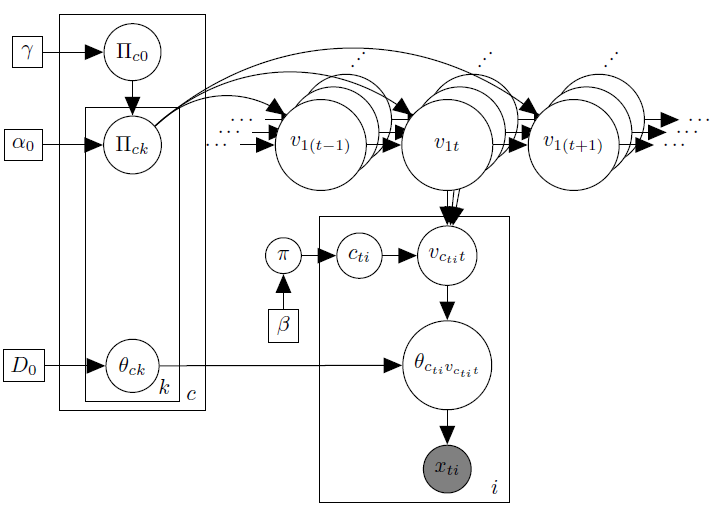 γ
Π_{c0}
α_0
Π_{ck}
⋯
⋯
⋯
⋰
⋰
⋰
v_{1(t−1)}
v_{1t}
v_{1(t+1)}
⋯
⋯
⋯
π
c_{ti}
v_{c_{ti}t}
β
D_0
θ_{ck}
k
c
θ_{c_{ti}v_{c_{ti}t}}
x_{ti}
i